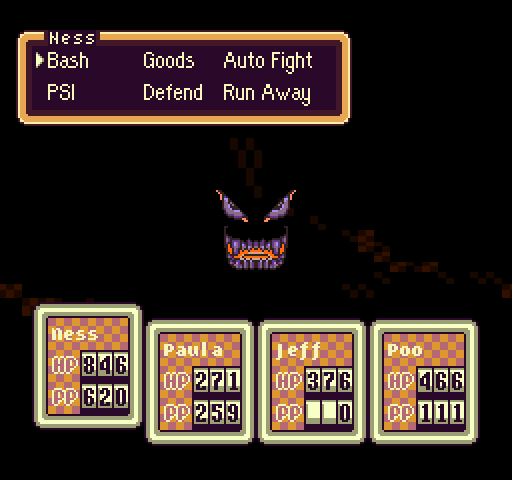 Ness
Bash Goods Auto Fight
PSI Defend Run Away
Ness
HP 846
PP 620
Paula
HP 271
PP 259
Jeff
HP 376
PP 0
Poo
HP 466
PP 111